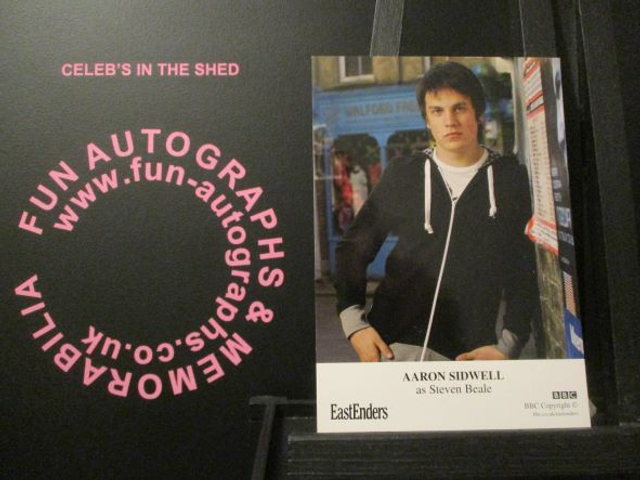 CELEB'S IN THE SHED
FUN AUTOGRAPHS & MEMORABILIA
www.fun-autographs.co.uk
WALFORD
AARON SIDWELL
as Steven Beale
EastEnders
BBC
BBC Copyright ©